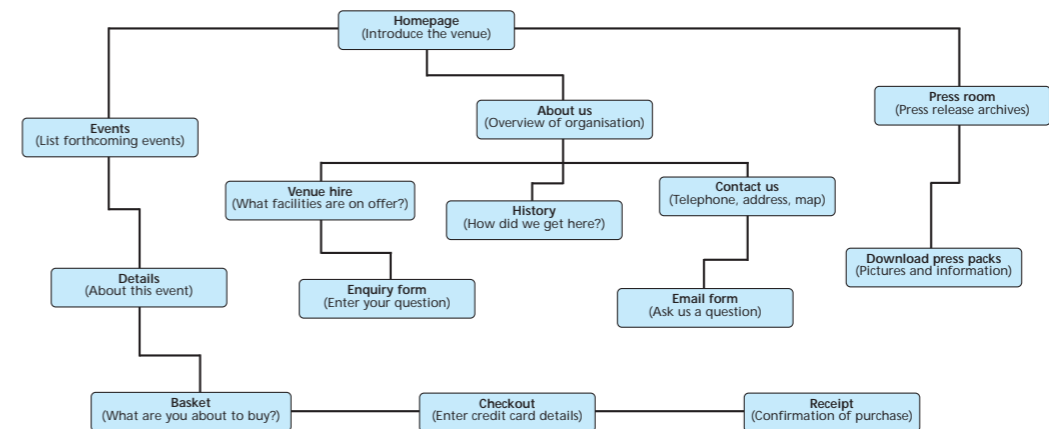 Homepage
(Introduce the venue)
Press room
(Press release archives)
About us
(Overview of organisation)
Events
(List forthcoming events)
Venue hire
(What facilities are on offer?)
Contact us
(Telephone, address, map)
History
(How did we get here?)
Download press packs
(Pictures and information)
Details
(About this event)
Enquiry form
(Enter your question)
Email form
(Ask us a question)
Basket
(What are you about to buy?)
Checkout
(Enter credit card details)
Receipt
(Confirmation of purchase)